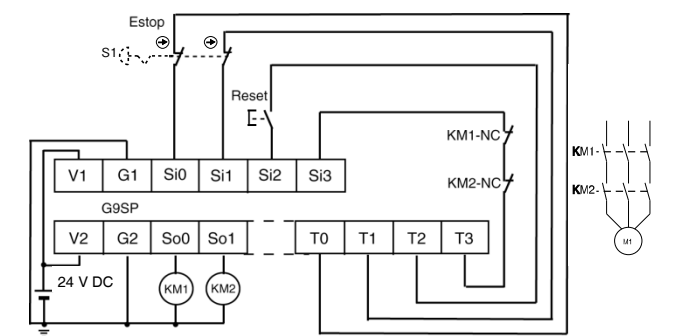 Estop
S1
Reset
KM1-NC
KM1
KM2-NC
KM2
V1 G1 Si0 Si1 Si2 Si3
G9SP
V2 G2 So0 So1 T0 T1 T2 T3
M1
24 V DC
KM1 KM2